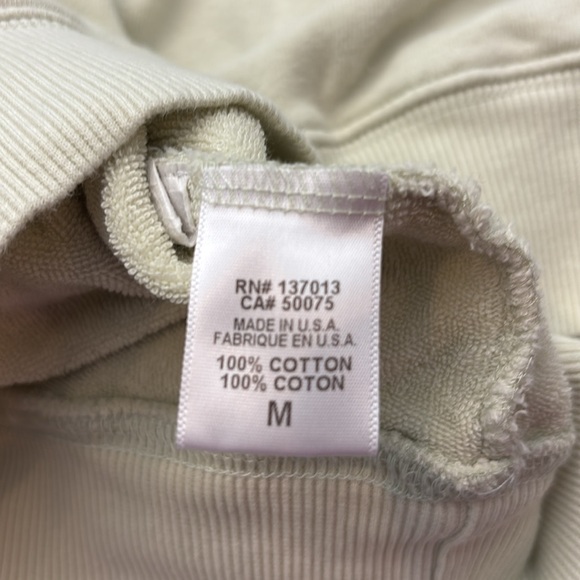 RN# 137013
CA# 50075
MADE IN U.S.A.
FABRIQUE EN U.S.A.
100% COTTON
100% COTON
M